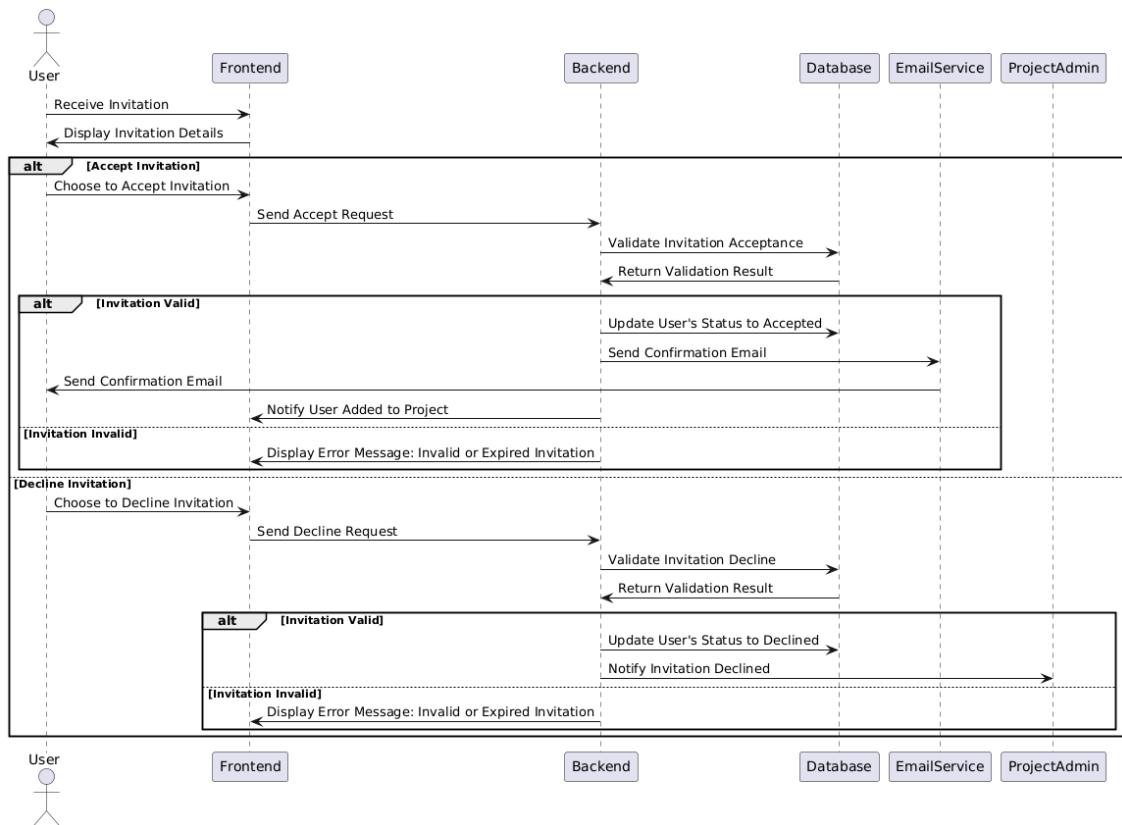 User
Frontend
Backend
Database
EmailService
ProjectAdmin
Receive Invitation
Display Invitation Details
alt
[Accept Invitation]
Choose to Accept Invitation
Send Accept Request
Validate Invitation Acceptance
Return Validation Result
alt
[Invitation Valid]
Update User's Status to Accepted
Send Confirmation Email
Send Confirmation Email
Notify User Added to Project
[Invitation Invalid]
Display Error Message: Invalid or Expired Invitation
[Decline Invitation]
Choose to Decline Invitation
Send Decline Request
Validate Invitation Decline
Return Validation Result
alt
[Invitation Valid]
Update User's Status to Declined
Notify Invitation Declined
[Invitation Invalid]
Display Error Message: Invalid or Expired Invitation
User
Frontend
Backend
Database
EmailService
ProjectAdmin